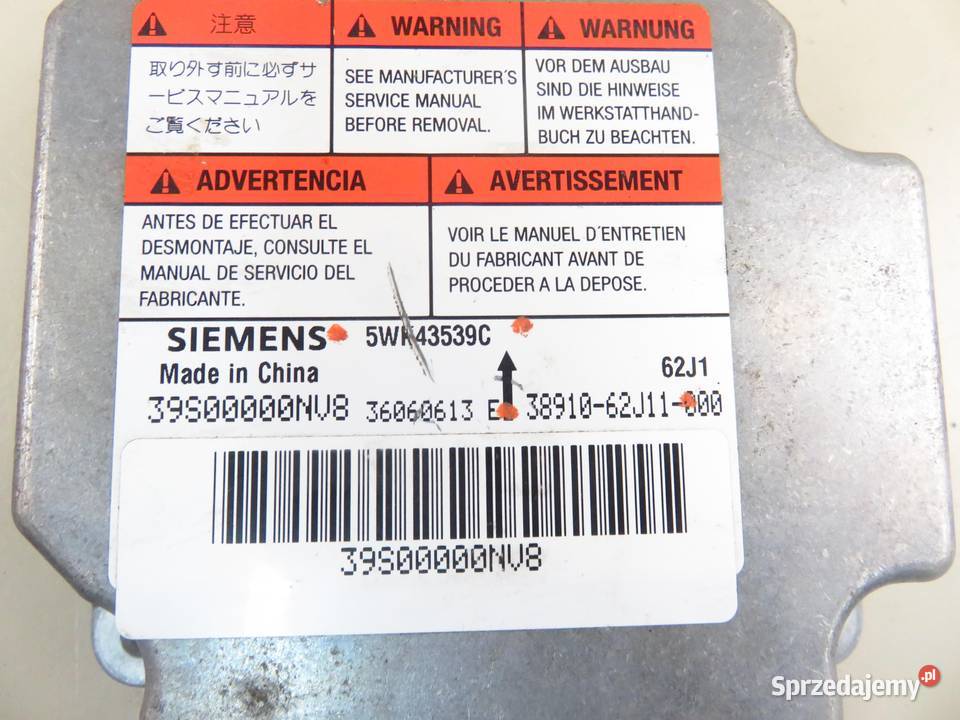 注意
取り外す前に必ずサ
ービスマニュアルを
ご覧ください
WARNING
SEE MANUFACTURER'S
SERVICE MANUAL
BEFORE REMOVAL.
WARNUNG
VOR DEM AUSBAU
SIND DIE HINWEISE
IM WERKSTATTHAND-
BUCH ZU BEACHTEN.
ADVERTENCIA
ANTES DE EFECTUAR EL
DESMONTAJE, CONSULTE EL
MANUAL DE SERVICIO DEL
FABRICANTE.
AVERTISSEMENT
VOIR LE MANUEL D'ENTRETIEN
DU FABRICANT AVANT DE
PROCEDER A LA DEPOSE.
SIEMENS 5WK43539C
Made in China 62J1
39S00000NV8 36060613 38910-62J11-000
39S00000NV8
Sprzedajemy.pl